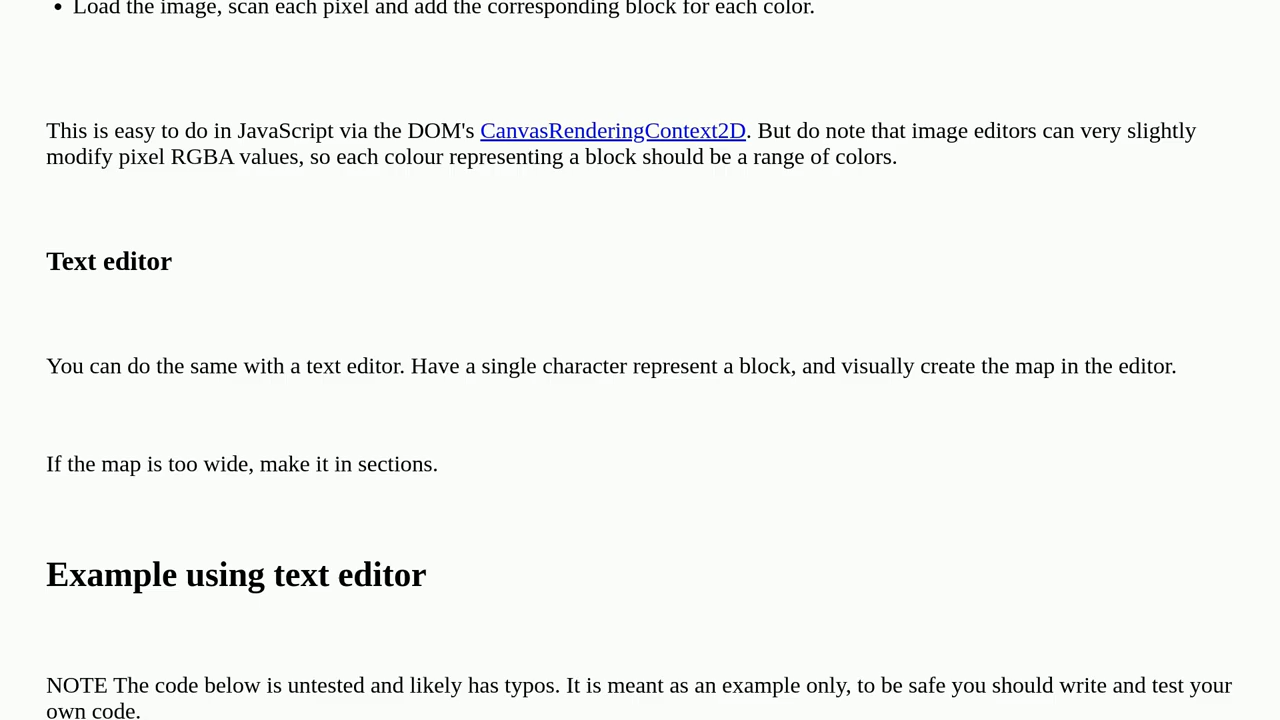 • Load the image, scan each pixel and add the corresponding block for each color.
This is easy to do in JavaScript via the DOM's CanvasRenderingContext2D. But do note that image editors can very slightly
modify pixel RGBA values, so each colour representing a block should be a range of colors.
Text editor
You can do the same with a text editor. Have a single character represent a block, and visually create the map in the editor.
If the map is too wide, make it in sections.
Example using text editor
NOTE The code below is untested and likely has typos. It is meant as an example only, to be safe you should write and test your
own code.